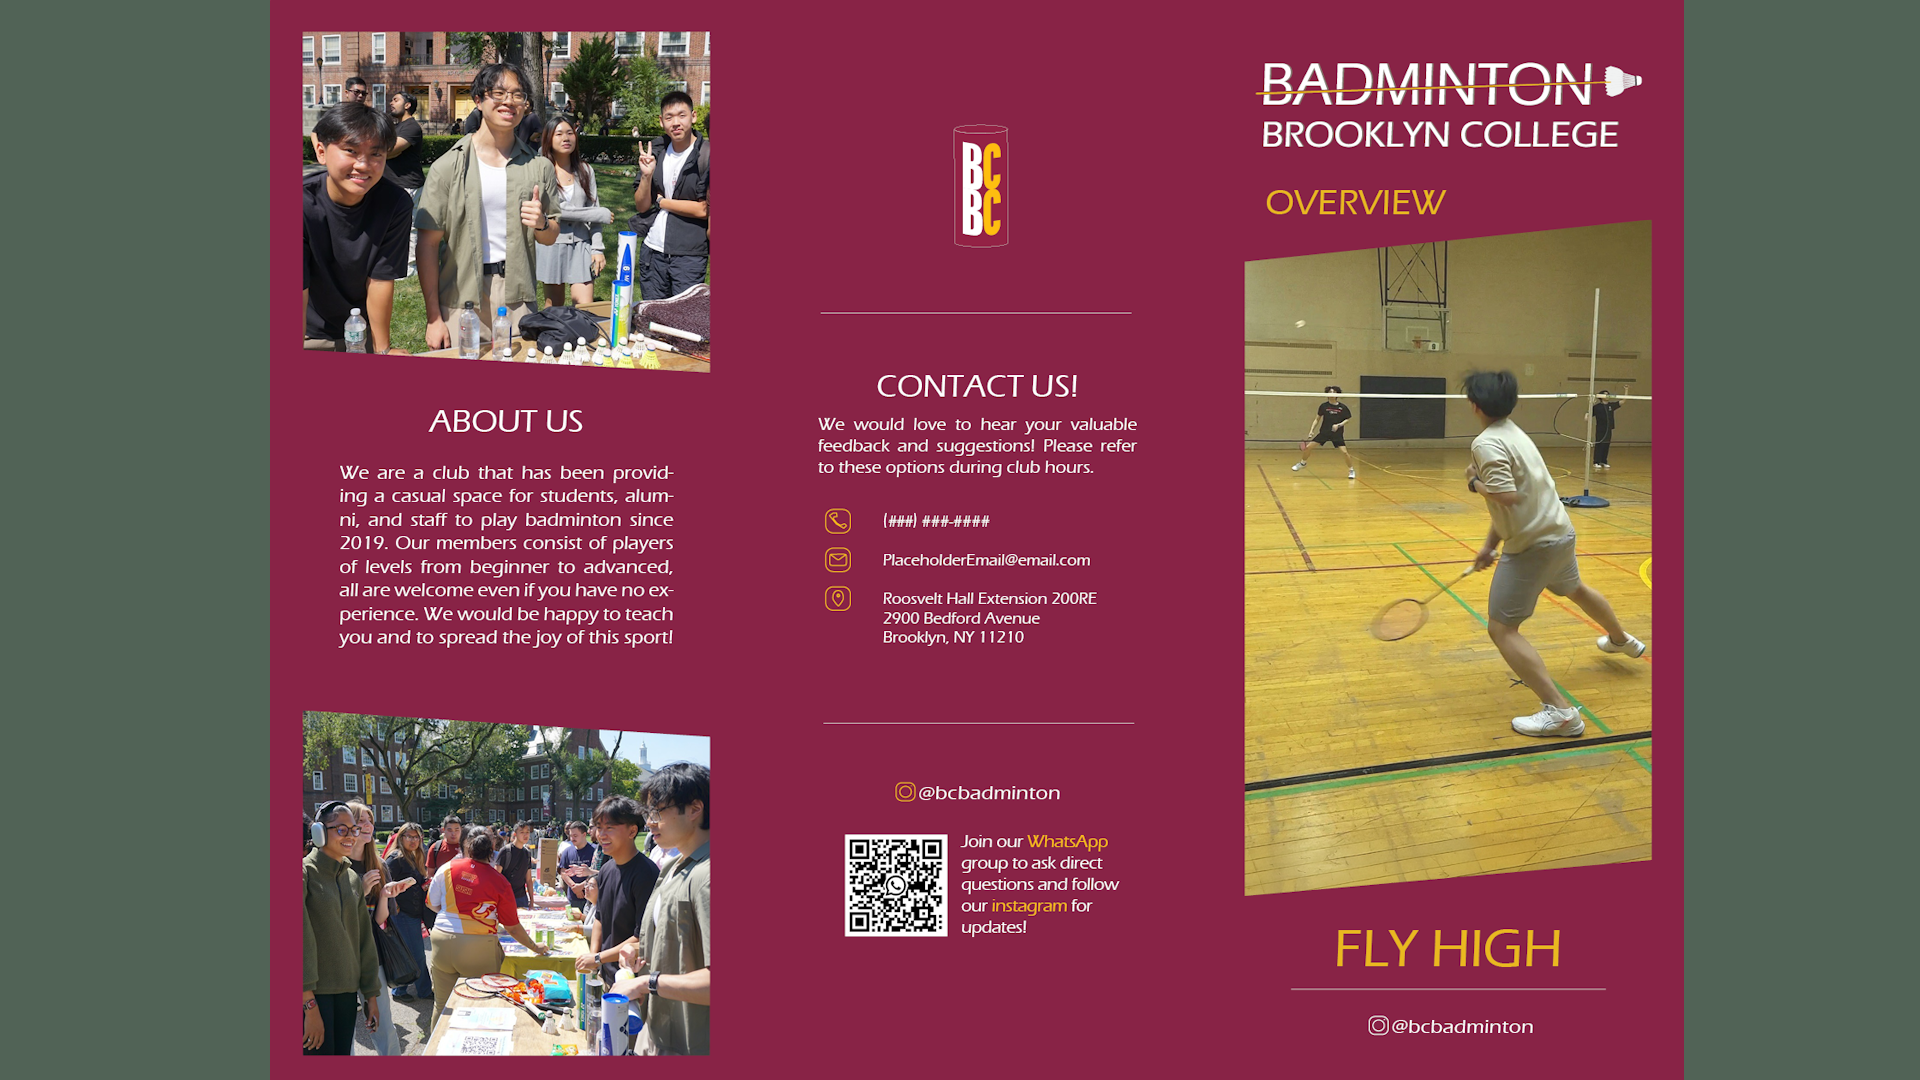 ABOUT US
We are a club that has been provid-
ing a casual space for students, alum-
ni, and staff to play badminton since
2019. Our members consist of players
of levels from beginner to advanced,
all are welcome even if you have no ex-
perience. We would be happy to teach
you and to spread the joy of this sport!
BC
BC
CONTACT US!
We would love to hear your valuable
feedback and suggestions! Please refer
to these options during club hours.
(###) ###-####
PlaceholderEmail@email.com
Roosvelt Hall Extension 200RE
2900 Bedford Avenue
Brooklyn, NY 11210
@bcbadminton
Join our WhatsApp
group to ask direct
questions and follow
our instagram for
updates!
BADMINTON
BROOKLYN COLLEGE
OVERVIEW
FLY HIGH
@bcbadminton